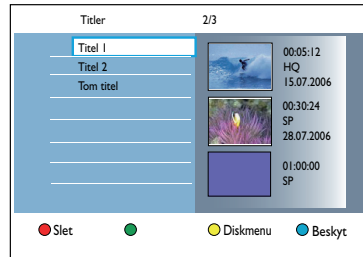 Titler 2/3
Titel 1
Titel 2
Tom titel
00:05:12
HQ
15.07.2006
00:30:24
SP
28.07.2006
01:00:00
SP
Slet Diskmenu Beskyt